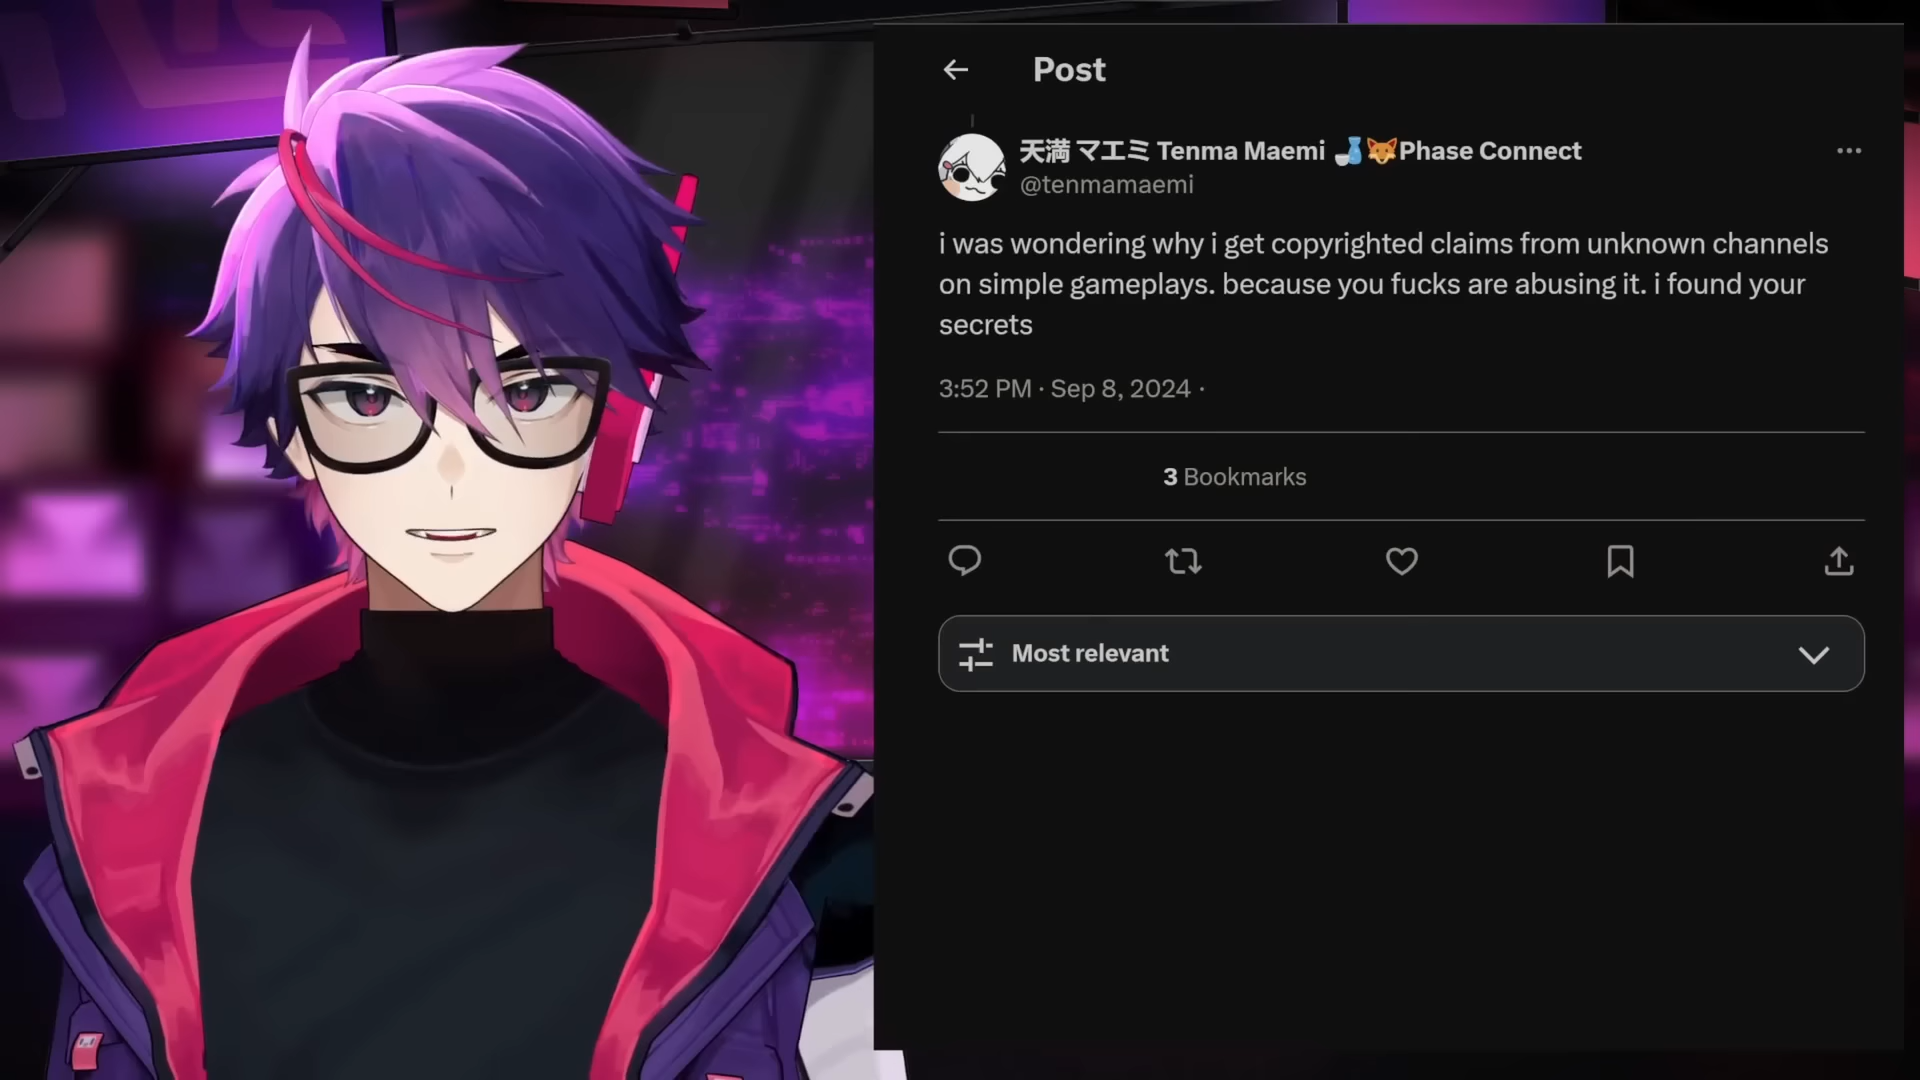 Post
天満 マエミ Tenma Maemi 🍶🦊Phase Connect
@tenmamaemi
i was wondering why i get copyrighted claims from unknown channels
on simple gameplays. because you fucks are abusing it. i found your
secrets
3:52 PM · Sep 8, 2024 ·
3 Bookmarks
Most relevant